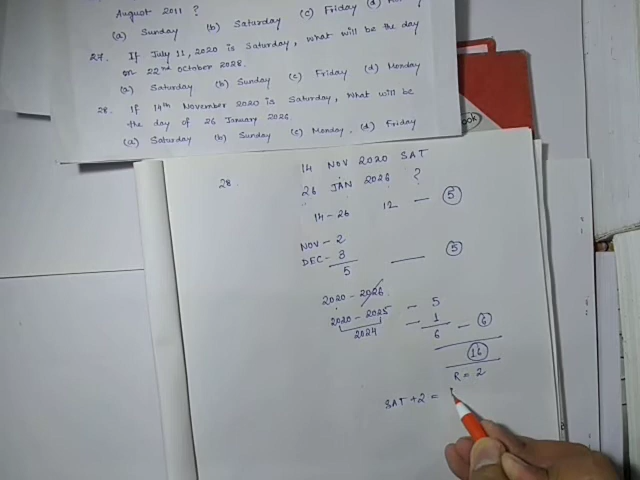 August 2011 ?
(a) Sunday (b) Saturday (c) Friday (d)
27. If July 11, 2020 is Saturday, what will be the day
on 22nd October 2028.
(a) Saturday (b) Sunday (c) Friday (d) Monday
28. If 14th November 2020 is Saturday, What will be
the day of 26 January 2026
(a) Saturday (b) Sunday (c) Monday. (d) Friday
28. 14 NOV 2020 SAT
26 JAN 2026 ?
14 - 26 12 — 5
NOV - 2
DEC - 3
5 — 5
2020 - 2026
2020 - 2025 - 5
2024 - 1
6 - 6
16
R = 2
SAT + 2 =